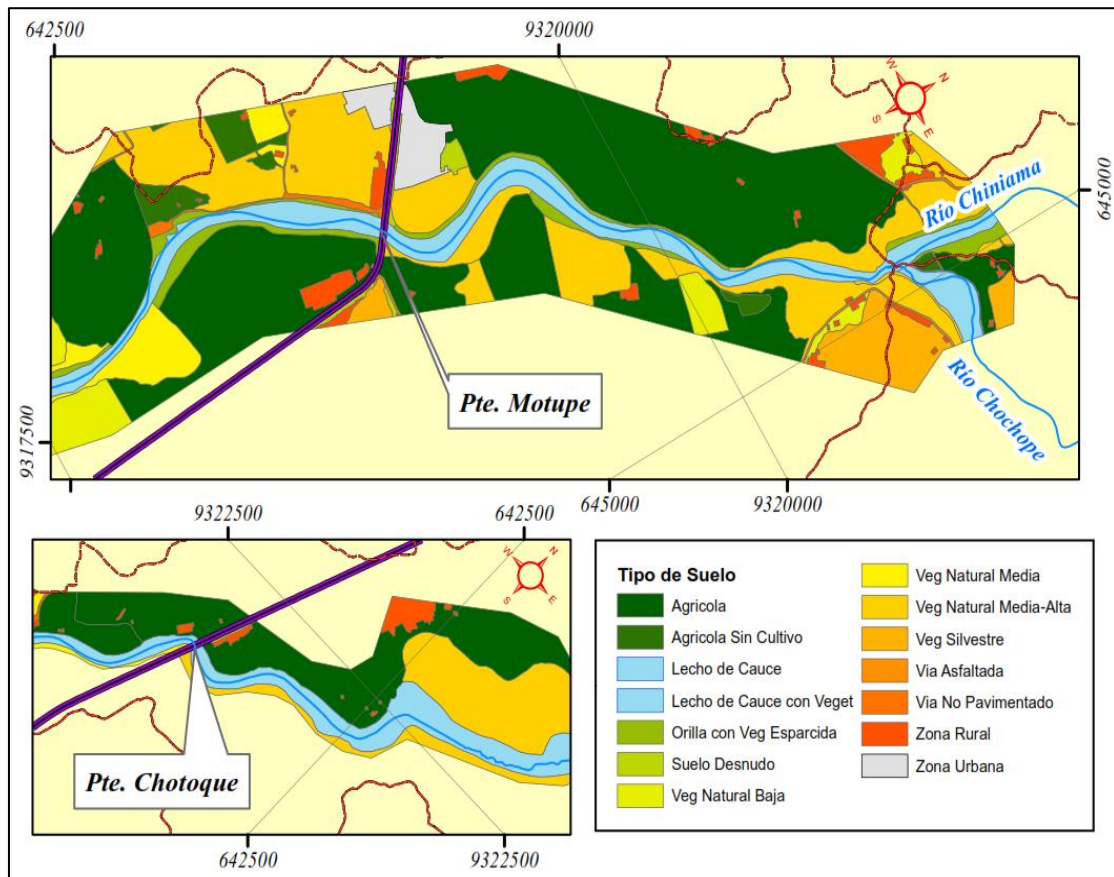 642500
9320000
W
N
S
E
Río Chiniama
645000
Pte. Motupe
Río Chochope
9317500
645000
9320000
9322500
642500
W
N
S
E
Pte. Chotoque
642500
9322500
Tipo de Suelo
Agricola
Agricola Sin Cultivo
Lecho de Cauce
Lecho de Cauce con Veget
Orilla con Veg Esparcida
Suelo Desnudo
Veg Natural Baja
Veg Natural Media
Veg Natural Media-Alta
Veg Silvestre
Via Asfaltada
Via No Pavimentado
Zona Rural
Zona Urbana